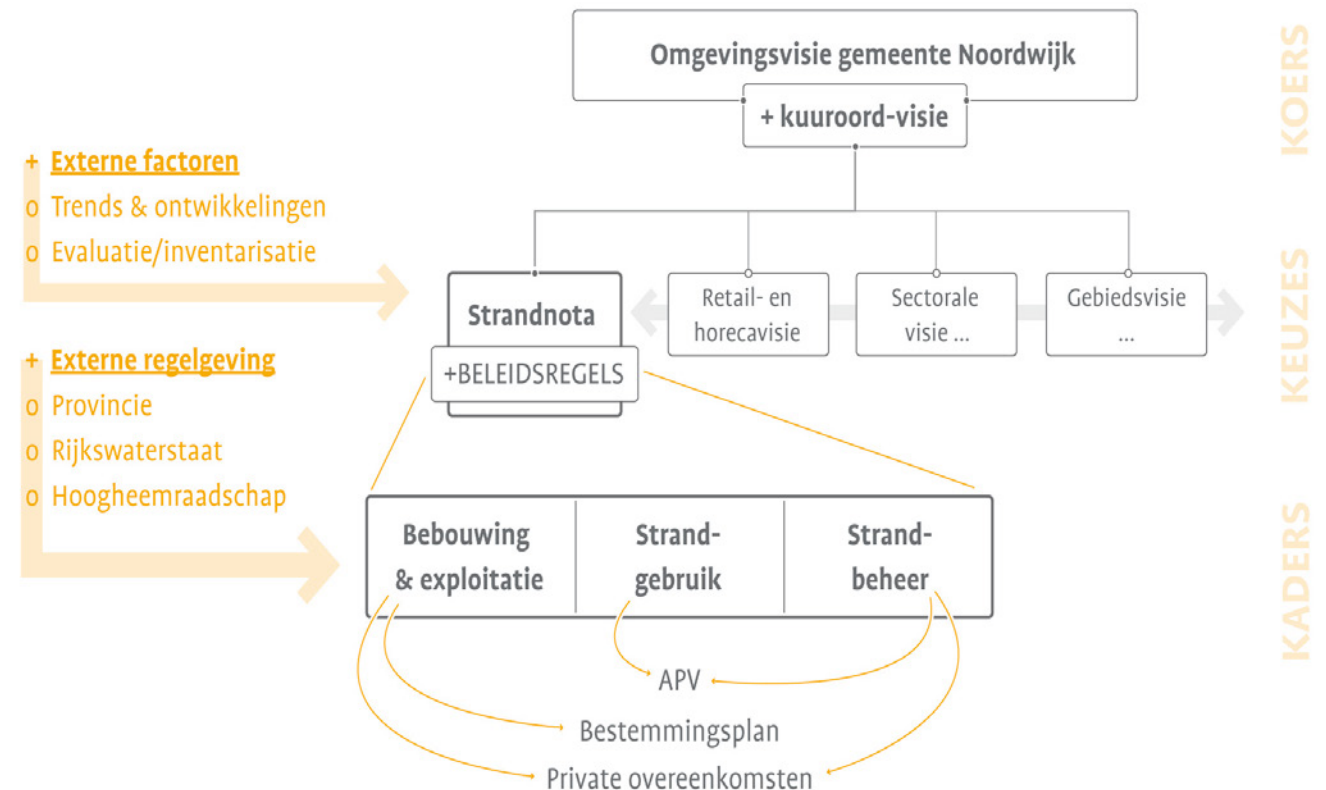 Omgevingsvisie gemeente Noordwijk
+ kuuroord-visie
KOERS
+ Externe factoren
o Trends & ontwikkelingen
o Evaluatie/inventarisatie
Strandnota
+BELEIDSREGELS
Retail- en
horecavisie
Sectorale
visie ...
Gebiedsvisie
...
KEUZES
+ Externe regelgeving
o Provincie
o Rijkswaterstaat
o Hoogheemraadschap
Bebouwing
& exploitatie
Strand-
gebruik
Strand-
beheer
KADERS
APV
Bestemmingsplan
Private overeenkomsten